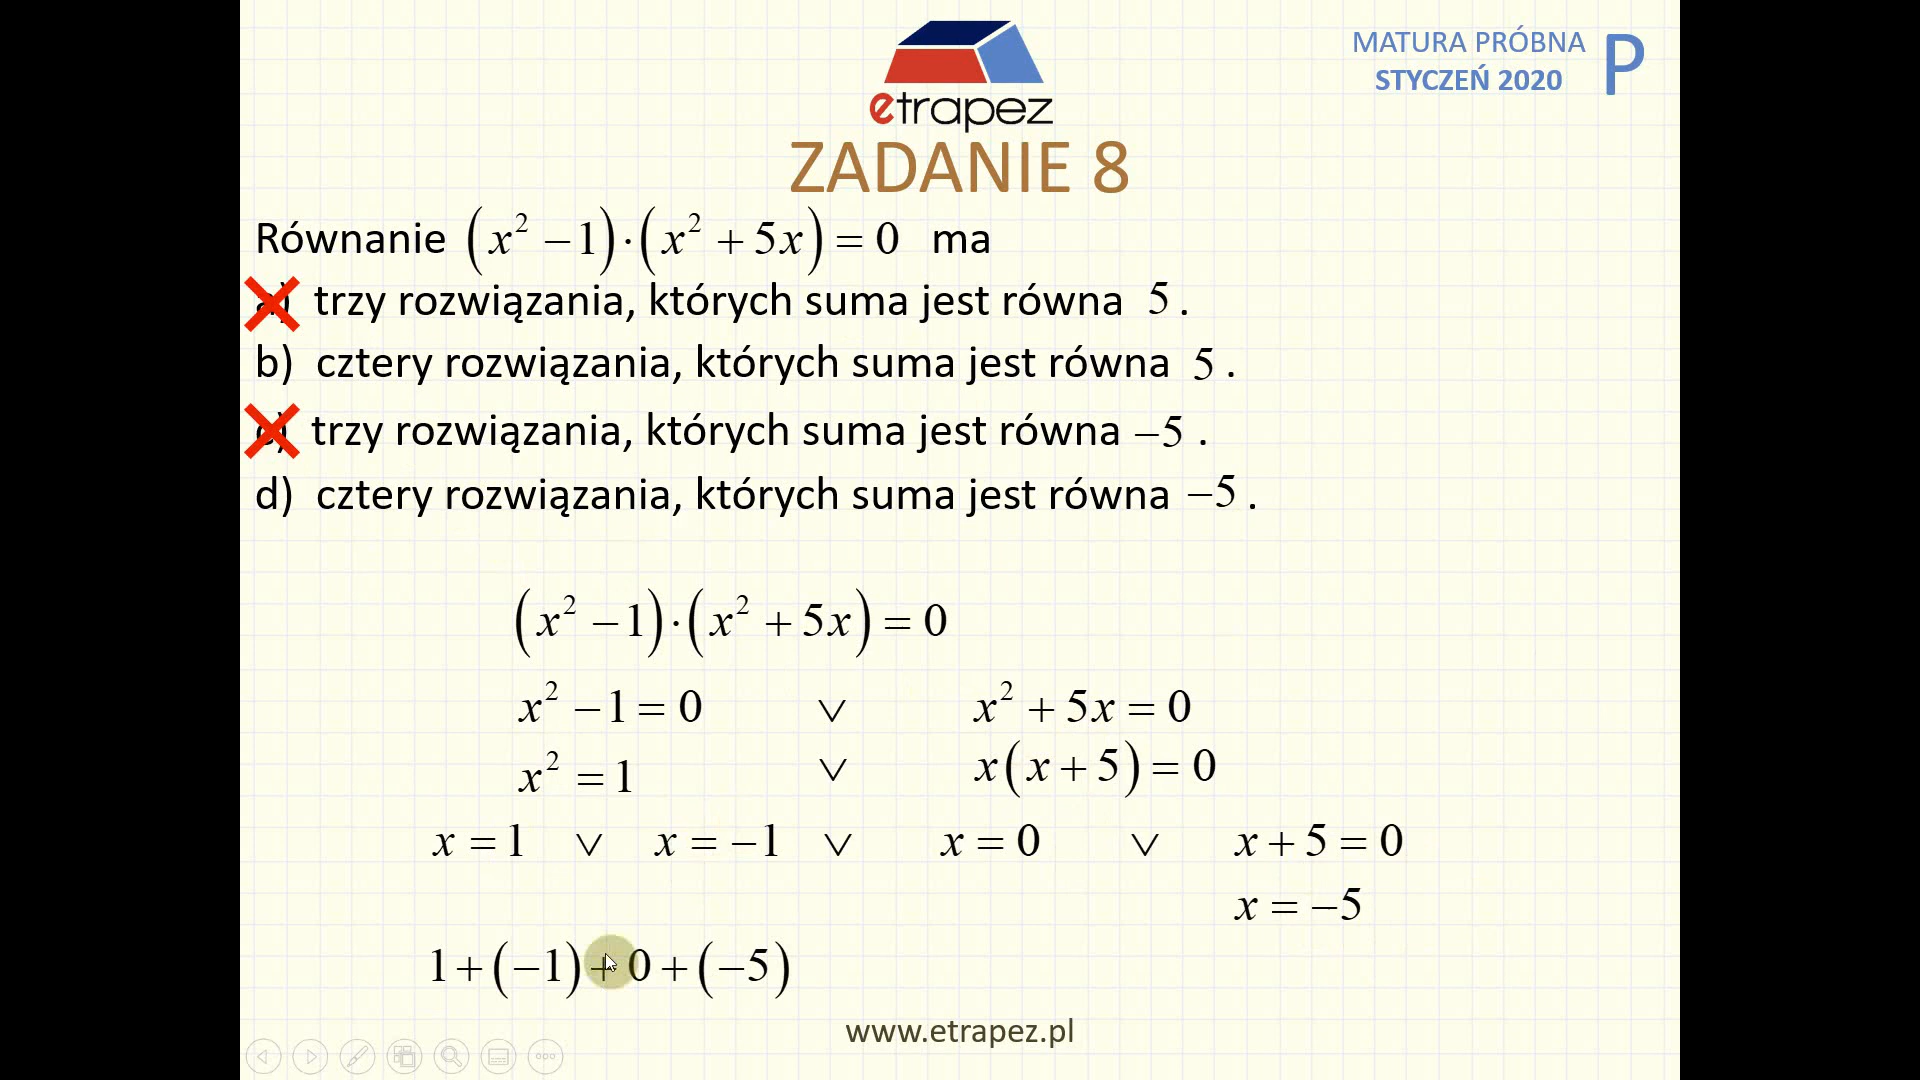 etrapez
MATURA PRÓBNA
STYCZEŃ 2020
P
ZADANIE 8
Równanie (x² − 1)·(x² + 5x) = 0 ma
a) trzy rozwiązania, których suma jest równa 5.
b) cztery rozwiązania, których suma jest równa 5.
c) trzy rozwiązania, których suma jest równa −5.
d) cztery rozwiązania, których suma jest równa −5.
(x² − 1)·(x² + 5x) = 0
x² − 1 = 0 ∨ x² + 5x = 0
x² = 1 ∨ x(x + 5) = 0
x = 1 ∨ x = −1 ∨ x = 0 ∨ x + 5 = 0
x = −5
1 + (−1) + 0 + (−5)
www.etrapez.pl